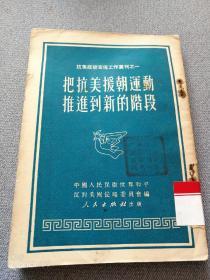 抗美援朝宣傳工作叢刊之一
把抗美援朝運動
推進到新的階段
中國人民保衛世界和平
反對美國侵略委員會編
人民出版社出版